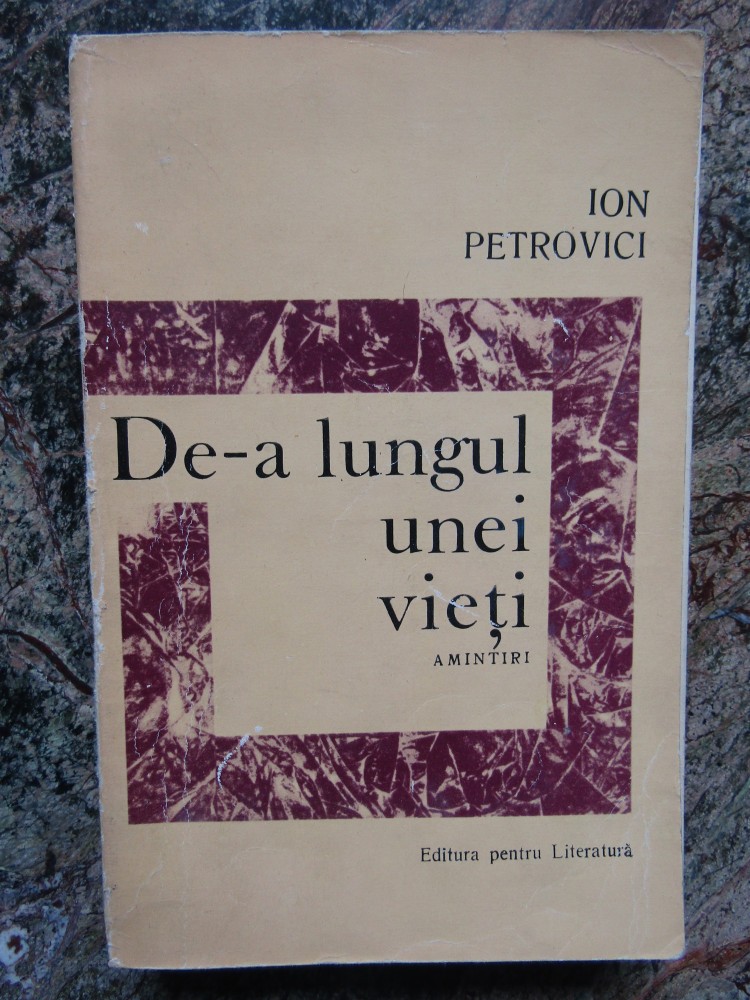 ION
PETROVICI
De-a lungul
unei
vieți
AMINTIRI
Editura pentru Literatură